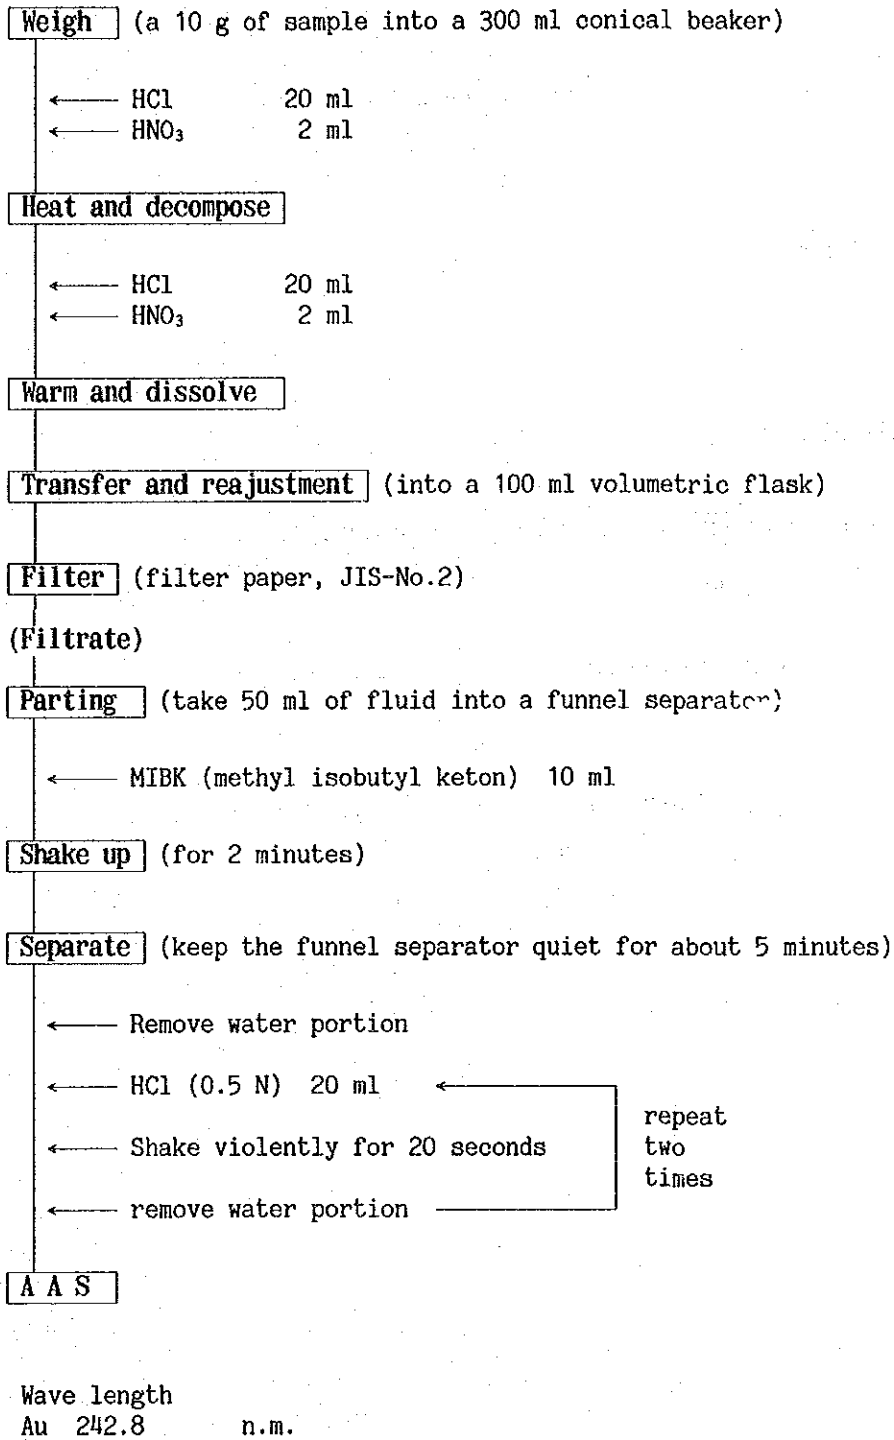 Weigh (a 10 g of sample into a 300 ml conical beaker)
HCl 20 ml
HNO₃ 2 ml
Heat and decompose
HCl 20 ml
HNO₃ 2 ml
Warm and dissolve
Transfer and reajustment (into a 100 ml volumetric flask)
Filter (filter paper, JIS-No.2)
(Filtrate)
Parting (take 50 ml of fluid into a funnel separator)
MIBK (methyl isobutyl keton) 10 ml
Shake up (for 2 minutes)
Separate (keep the funnel separator quiet for about 5 minutes)
Remove water portion
HCl (0.5 N) 20 ml
Shake violently for 20 seconds
remove water portion
repeat
two
times
A A S
Wave length
Au 242.8 n.m.